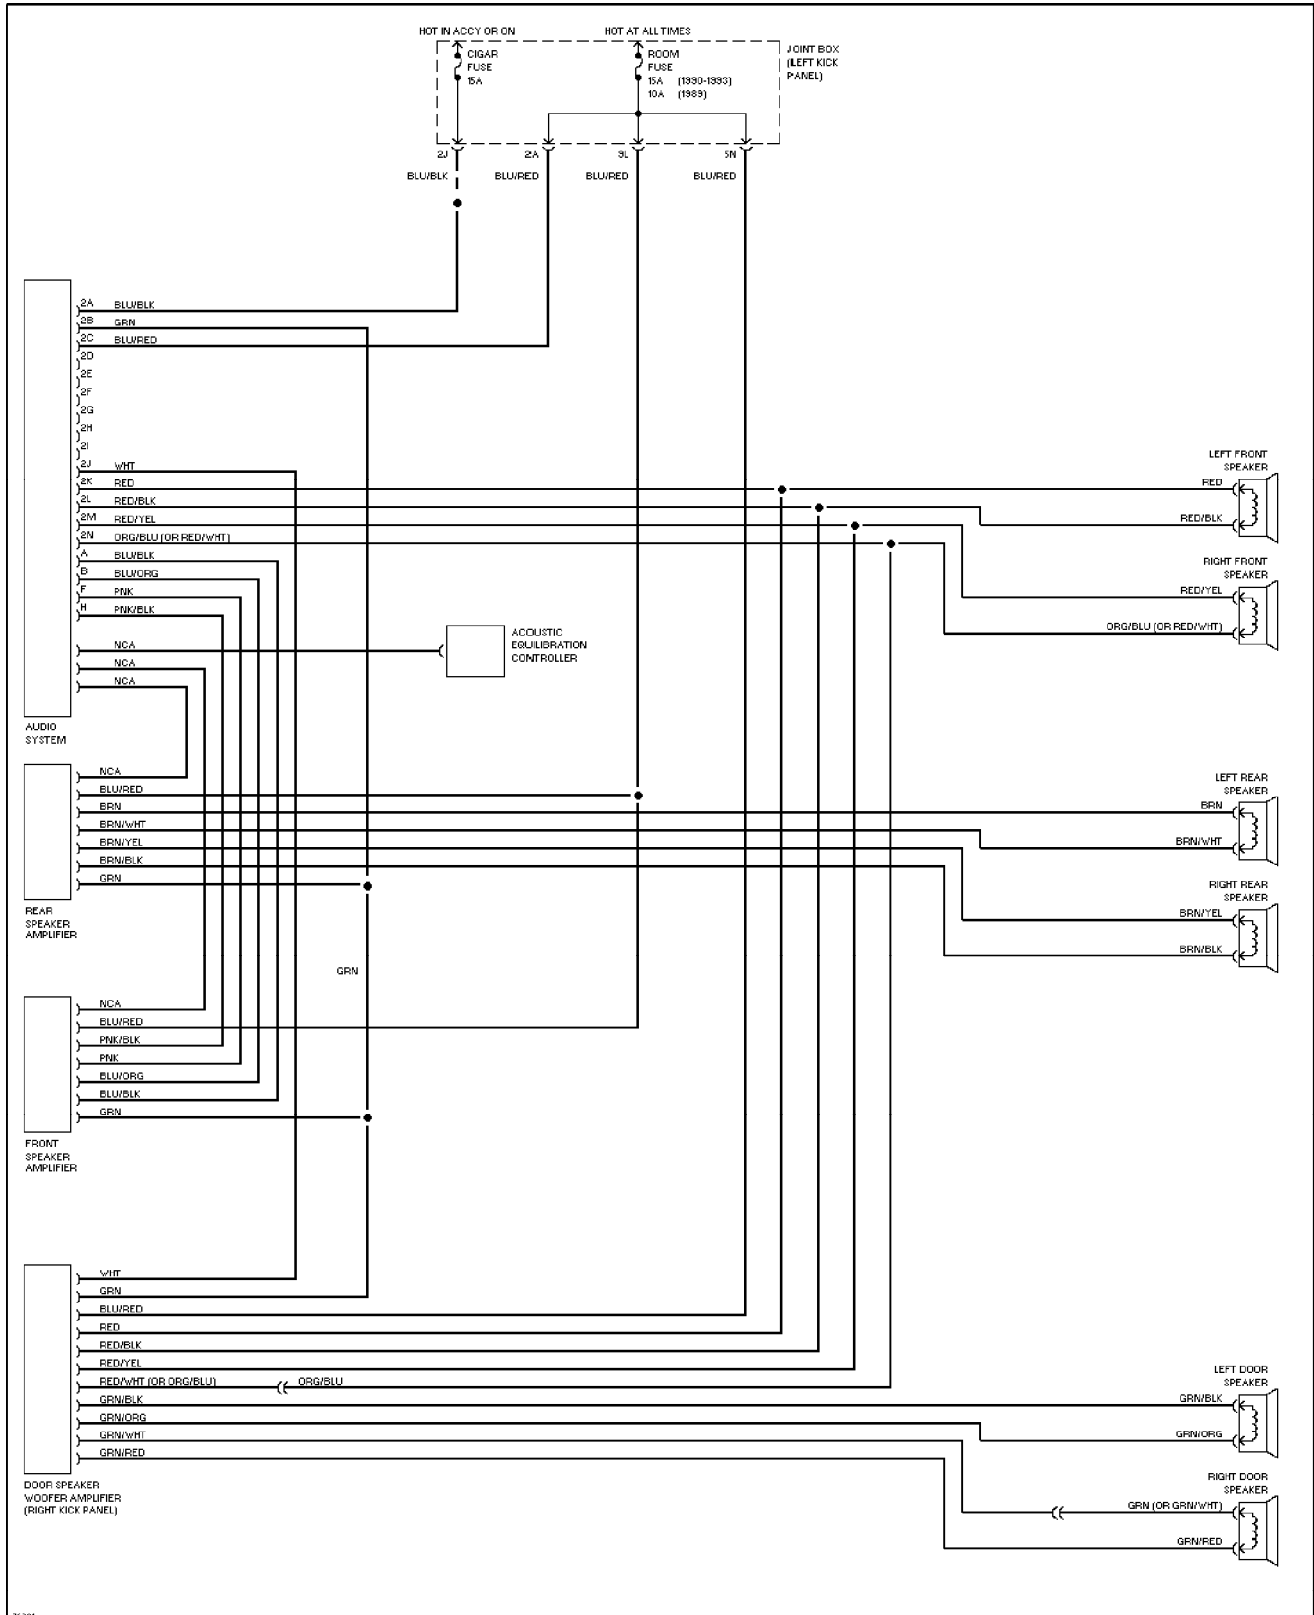 HOT IN ACCY OR ON
HOT AT ALL TIMES
CIGAR
FUSE
15A
ROOM
FUSE
15A (1990-1993)
10A (1989)
JOINT BOX
(LEFT KICK
PANEL)
2J
2A
3L
5N
BLU/BLK
BLU/RED
BLU/RED
BLU/RED
2A BLU/BLK
2B GRN
2C BLU/RED
2D
2E
2F
2G
2H
2I
2J WHT
2K RED
2L RED/BLK
2M RED/YEL
2N ORG/BLU (OR RED/WHT)
A BLU/BLK
B BLU/ORG
F PNK
H PNK/BLK
NCA
NCA
NCA
AUDIO
SYSTEM
ACOUSTIC
EQUILIBRATION
CONTROLLER
LEFT FRONT
SPEAKER
RED
RED/BLK
RIGHT FRONT
SPEAKER
RED/YEL
ORG/BLU (OR RED/WHT)
NCA
BLU/RED
BRN
BRN/WHT
BRN/YEL
BRN/BLK
GRN
REAR
SPEAKER
AMPLIFIER
LEFT REAR
SPEAKER
BRN
BRN/WHT
RIGHT REAR
SPEAKER
BRN/YEL
BRN/BLK
GRN
NCA
BLU/RED
PNK/BLK
PNK
BLU/ORG
BLU/BLK
GRN
FRONT
SPEAKER
AMPLIFIER
WHT
GRN
BLU/RED
RED
RED/BLK
RED/YEL
RED/WHT (OR ORG/BLU) ORG/BLU
GRN/BLK
GRN/ORG
GRN/WHT
GRN/RED
DOOR SPEAKER
WOOFER AMPLIFIER
(RIGHT KICK PANEL)
LEFT DOOR
SPEAKER
GRN/BLK
GRN/ORG
RIGHT DOOR
SPEAKER
GRN (OR GRN/WHT)
GRN/RED